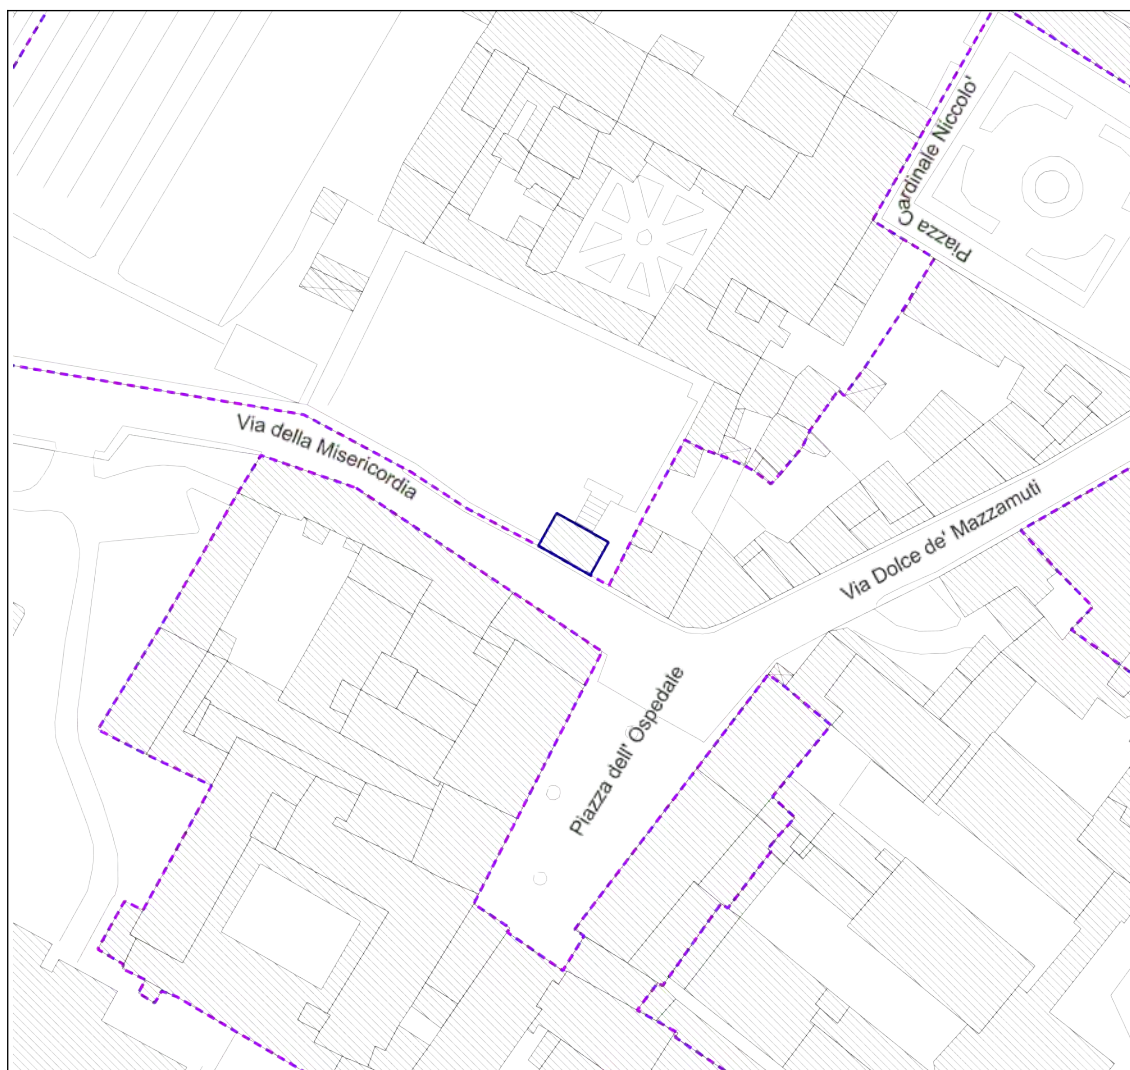 Piazza Cardinale Niccolo'
Via della Misericordia
Via Dolce de' Mazzamuti
Piazza dell' Ospedale